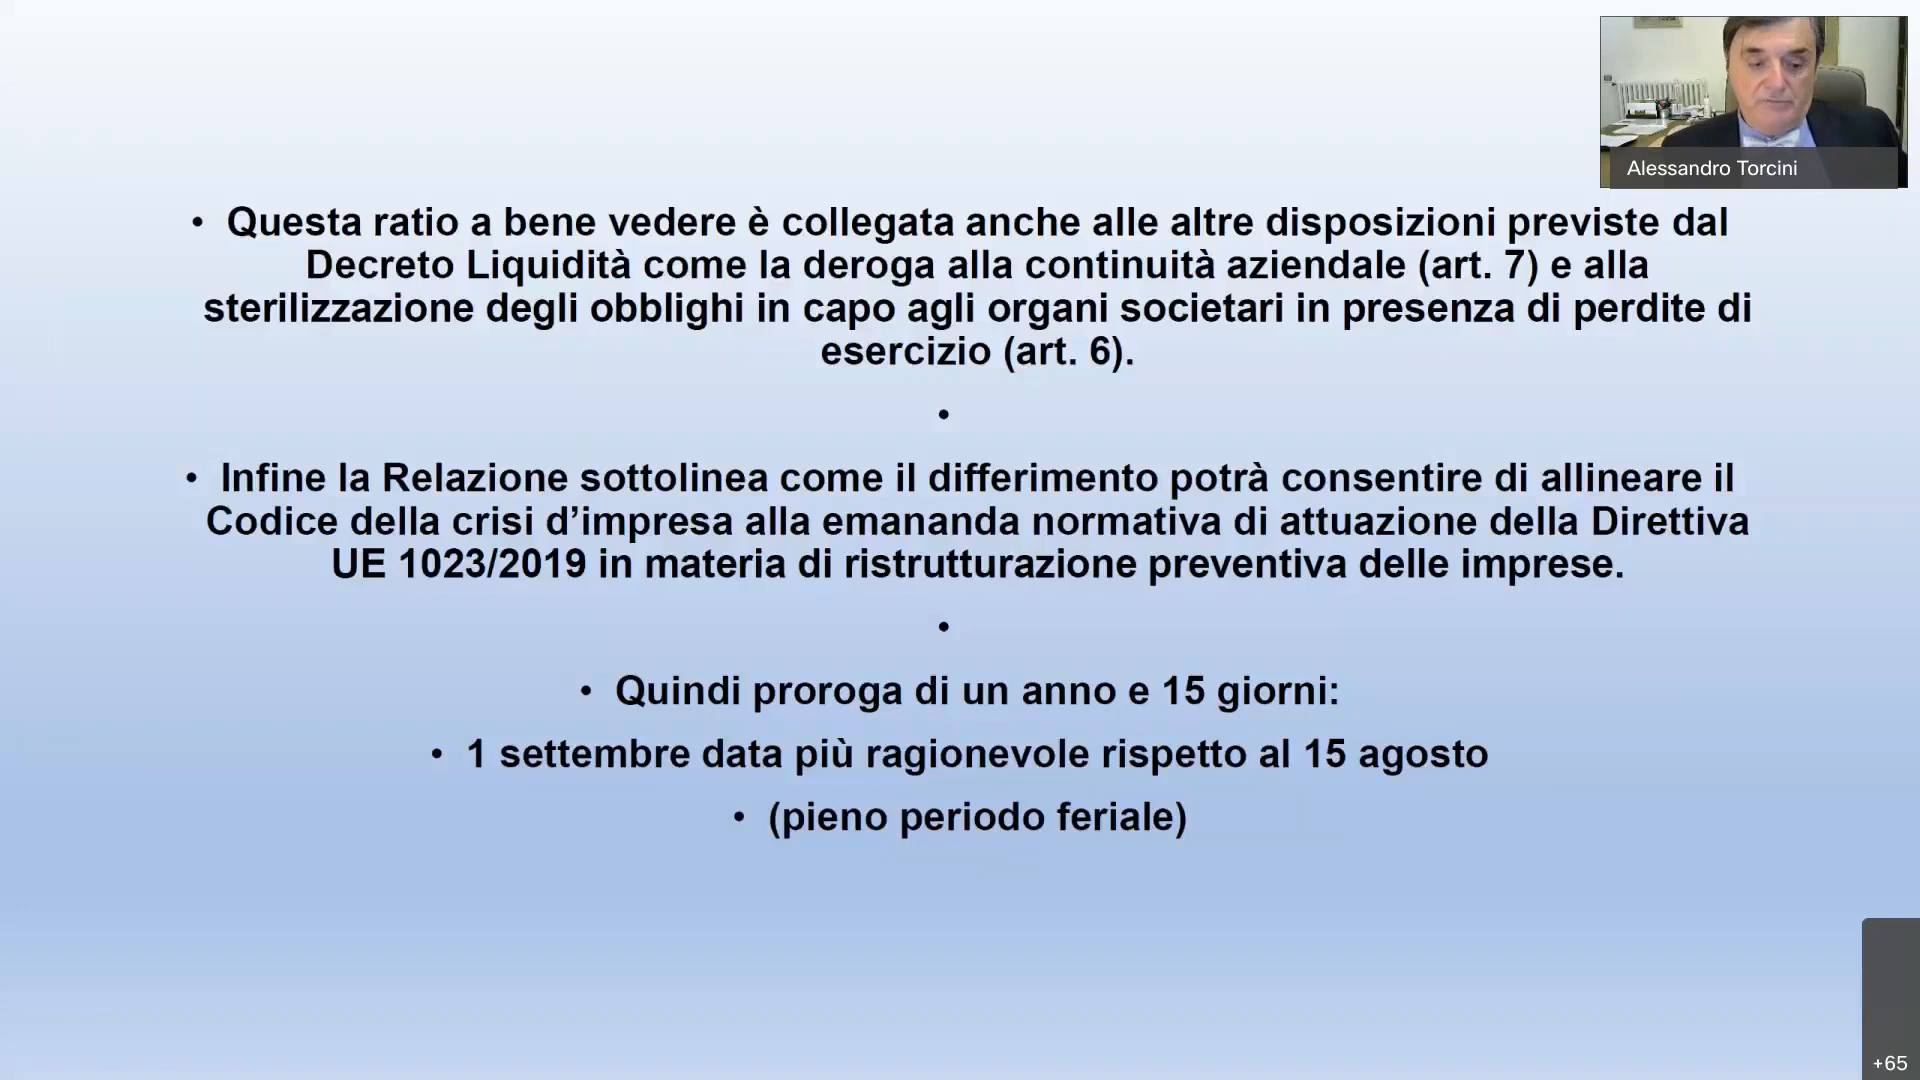 Alessandro Torcini
• Questa ratio a bene vedere è collegata anche alle altre disposizioni previste dal
Decreto Liquidità come la deroga alla continuità aziendale (art. 7) e alla
sterilizzazione degli obblighi in capo agli organi societari in presenza di perdite di
esercizio (art. 6).
•
• Infine la Relazione sottolinea come il differimento potrà consentire di allineare il
Codice della crisi d’impresa alla emananda normativa di attuazione della Direttiva
UE 1023/2019 in materia di ristrutturazione preventiva delle imprese.
•
• Quindi proroga di un anno e 15 giorni:
• 1 settembre data più ragionevole rispetto al 15 agosto
• (pieno periodo feriale)
+65